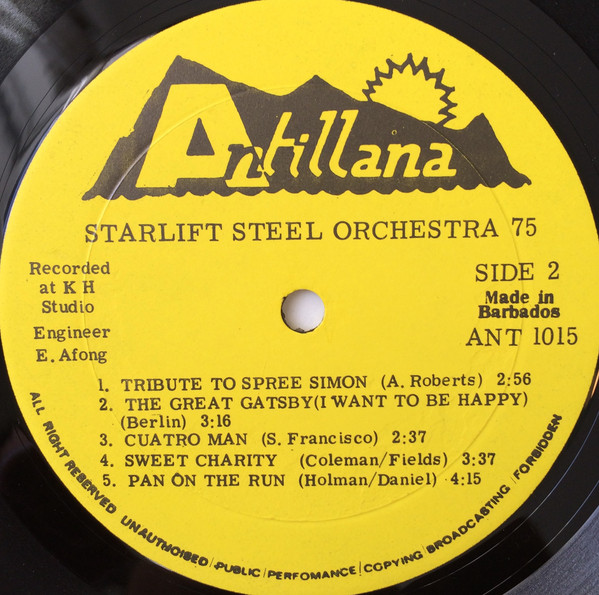 Antillana
STARLIFT STEEL ORCHESTRA 75
Recorded
at K H
Studio
Engineer
E. Afong
SIDE 2
Made in
Barbados
ANT 1015
1. TRIBUTE TO SPREE SIMON (A. Roberts) 2:56
2. THE GREAT GATSBY(I WANT TO BE HAPPY)
(Berlin) 3:16
3. CUATRO MAN (S. Francisco) 2:37
4. SWEET CHARITY (Coleman/Fields) 3:37
5. PAN ON THE RUN (Holman/Daniel) 4:15
ALL RIGHT RESERVED UNAUTHOISED/PUBLIC/PERFOMANCE/COPYING/BROADCASTING/FORBIDDEN